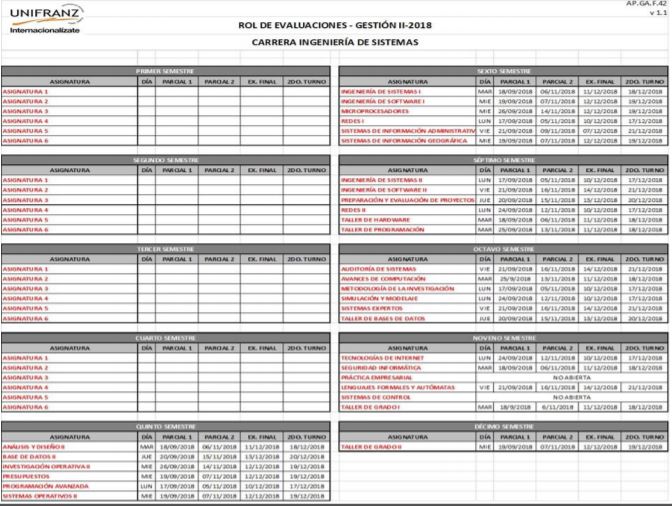 AP.GA.F.42
v 1.1
UNIFRANZ
Internacionalízate
ROL DE EVALUACIONES - GESTIÓN II-2018
CARRERA INGENIERÍA DE SISTEMAS
PRIMER SEMESTRE
ASIGNATURA DÍA PARCIAL 1 PARCIAL 2 EX. FINAL 2DO. TURNO
ASIGNATURA 1
ASIGNATURA 2
ASIGNATURA 3
ASIGNATURA 4
ASIGNATURA 5
ASIGNATURA 6
SEGUNDO SEMESTRE
ASIGNATURA DÍA PARCIAL 1 PARCIAL 2 EX. FINAL 2DO. TURNO
ASIGNATURA 1
ASIGNATURA 2
ASIGNATURA 3
ASIGNATURA 4
ASIGNATURA 5
ASIGNATURA 6
TERCER SEMESTRE
ASIGNATURA DÍA PARCIAL 1 PARCIAL 2 EX. FINAL 2DO. TURNO
ASIGNATURA 1
ASIGNATURA 2
ASIGNATURA 3
ASIGNATURA 4
ASIGNATURA 5
ASIGNATURA 6
CUARTO SEMESTRE
ASIGNATURA DÍA PARCIAL 1 PARCIAL 2 EX. FINAL 2DO. TURNO
ASIGNATURA 1
ASIGNATURA 2
ASIGNATURA 3
ASIGNATURA 4
ASIGNATURA 5
ASIGNATURA 6
QUINTO SEMESTRE
ASIGNATURA DÍA PARCIAL 1 PARCIAL 2 EX. FINAL 2DO. TURNO
ANÁLISIS Y DISEÑO II MAR 18/09/2018 06/11/2018 11/12/2018 18/12/2018
BASE DE DATOS II JUE 20/09/2018 15/11/2018 13/12/2018 20/12/2018
INVESTIGACIÓN OPERATIVA II MIE 26/09/2018 14/11/2018 12/12/2018 19/12/2018
PRESUPUESTOS MIE 19/09/2018 07/11/2018 12/12/2018 19/12/2018
PROGRAMACIÓN AVANZADA LUN 17/09/2018 05/11/2018 10/12/2018 17/12/2018
SISTEMAS OPERATIVOS II MIE 19/09/2018 07/11/2018 12/12/2018 19/12/2018
SEXTO SEMESTRE
ASIGNATURA DÍA PARCIAL 1 PARCIAL 2 EX. FINAL 2DO. TURNO
INGENIERÍA DE SISTEMAS I MAR 18/09/2018 06/11/2018 11/12/2018 18/12/2018
INGENIERÍA DE SOFTWARE I MIE 19/09/2018 07/11/2018 12/12/2018 19/12/2018
MICROPROCESADORES MIE 26/09/2018 14/11/2018 12/12/2018 19/12/2018
REDES I LUN 17/09/2018 05/11/2018 10/12/2018 17/12/2018
SISTEMAS DE INFORMACIÓN ADMINISTRATIV VIE 21/09/2018 09/11/2018 07/12/2018 21/12/2018
SISTEMAS DE INFORMACIÓN GEOGRÁFICA MIE 19/09/2018 07/11/2018 12/12/2018 19/12/2018
SÉPTIMO SEMESTRE
ASIGNATURA DÍA PARCIAL 1 PARCIAL 2 EX. FINAL 2DO. TURNO
INGENIERÍA DE SISTEMAS II LUN 17/09/2018 05/11/2018 10/12/2018 17/12/2018
INGENIERÍA DE SOFTWARE II VIE 21/09/2018 16/11/2018 14/12/2018 21/12/2018
PREPARACIÓN Y EVALUACIÓN DE PROYECTOS JUE 20/09/2018 15/11/2018 13/12/2018 20/12/2018
REDES II LUN 24/09/2018 12/11/2018 10/12/2018 17/12/2018
TALLER DE HARDWARE MAR 18/09/2018 06/11/2018 11/12/2018 18/12/2018
TALLER DE PROGRAMACIÓN MAR 25/09/2018 13/11/2018 11/12/2018 18/12/2018
OCTAVO SEMESTRE
ASIGNATURA DÍA PARCIAL 1 PARCIAL 2 EX. FINAL 2DO. TURNO
AUDITORÍA DE SISTEMAS VIE 21/09/2018 16/11/2018 14/12/2018 21/12/2018
AVANCES DE COMPUTACIÓN MAR 25/9/2018 13/11/2018 11/12/2018 18/12/2018
METODOLOGÍA DE LA INVESTIGACIÓN LUN 17/09/2018 05/11/2018 10/12/2018 17/12/2018
SIMULACIÓN Y MODELAJE LUN 24/09/2018 12/11/2018 10/12/2018 17/12/2018
SISTEMAS EXPERTOS VIE 21/09/2018 16/11/2018 14/12/2018 21/12/2018
TALLER DE BASES DE DATOS JUE 20/09/2018 15/11/2018 13/12/2018 20/12/2018
NOVENO SEMESTRE
ASIGNATURA DÍA PARCIAL 1 PARCIAL 2 EX. FINAL 2DO. TURNO
TECNOLOGÍAS DE INTERNET LUN 24/09/2018 12/11/2018 10/12/2018 17/12/2018
SEGURIDAD INFORMÁTICA MAR 18/09/2018 06/11/2018 11/12/2018 18/12/2018
PRÁCTICA EMPRESARIAL NO ABIERTA
LENGUAJES FORMALES Y AUTÓMATAS VIE 21/09/2018 16/11/2018 14/12/2018 21/12/2018
SISTEMAS DE CONTROL NO ABIERTA
TALLER DE GRADO I MAR 18/9/2018 6/11/2018 11/12/2018 18/12/2018
DÉCIMO SEMESTRE
ASIGNATURA DÍA PARCIAL 1 PARCIAL 2 EX. FINAL 2DO. TURNO
TALLER DE GRADO II MIE 19/09/2018 07/11/2018 12/12/2018 19/12/2018